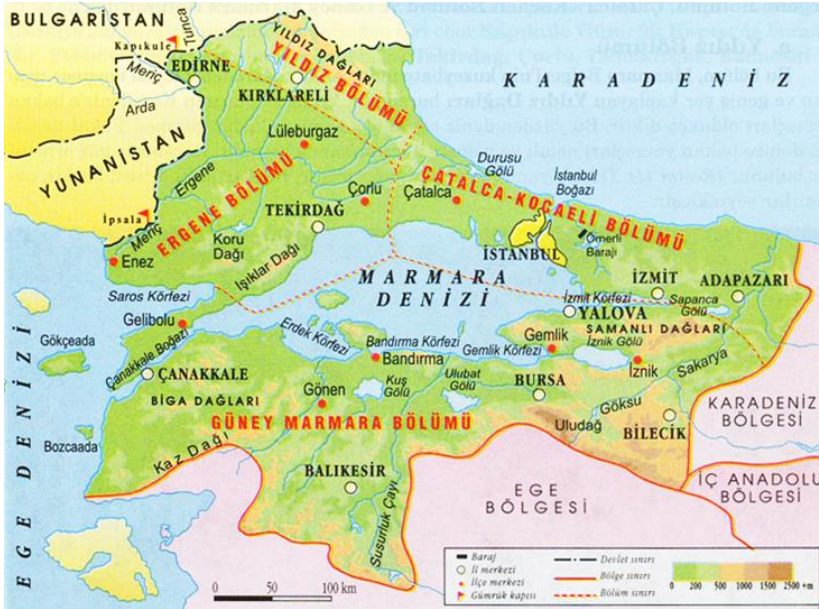 BULGARİSTAN
Kapıkule
Tunca
Meriç
EDİRNE
YILDIZ DAĞLARI
YILDIZ BÖLÜMÜ
KIRKLARELİ
KARADENİZ
Arda
Lüleburgaz
YUNANİSTAN
Ergene
ERGENE BÖLÜMÜ
Durusu
Gölü
İstanbul
Boğazı
Çorlu
Çatalca
ÇATALCA-KOCAELİ BÖLÜMÜ
İpsala
Meriç
TEKİRDAĞ
Ömerli
Barajı
Enez
Koru
Dağı
Işıklar Dağı
İSTANBUL
MARMARA
DENİZİ
İZMİT
ADAPAZARI
Saros Körfezi
İzmit Körfezi
Sapanca
Gölü
YALOVA
Gelibolu
SAMANLI DAĞLARI
Gökçeada
Erdek Körfezi
Bandırma Körfezi
Gemlik Körfezi
Gemlik
İznik Gölü
Çanakkale Boğazı
Bandırma
İznik
Sakarya
ÇANAKKALE
Kuş
Gölü
Ulubat
Gölü
BURSA
Gönen
BİGA DAĞLARI
Göksu
KARADENİZ
BÖLGESİ
GÜNEY MARMARA BÖLÜMÜ
Uludağ
BİLECİK
Bozcaada
Kaz Dağı
BALIKESİR
EGE
BÖLGESİ
İÇ ANADOLU
BÖLGESİ
Susurluk Çayı
EGE DENİZİ
0 50 100 km
Baraj
İl merkezi
İlçe merkezi
Gümrük kapısı
Devlet sınırı
Bölge sınırı
Bölüm sınırı
0 200 500 1000 1500 2000 2500 +m